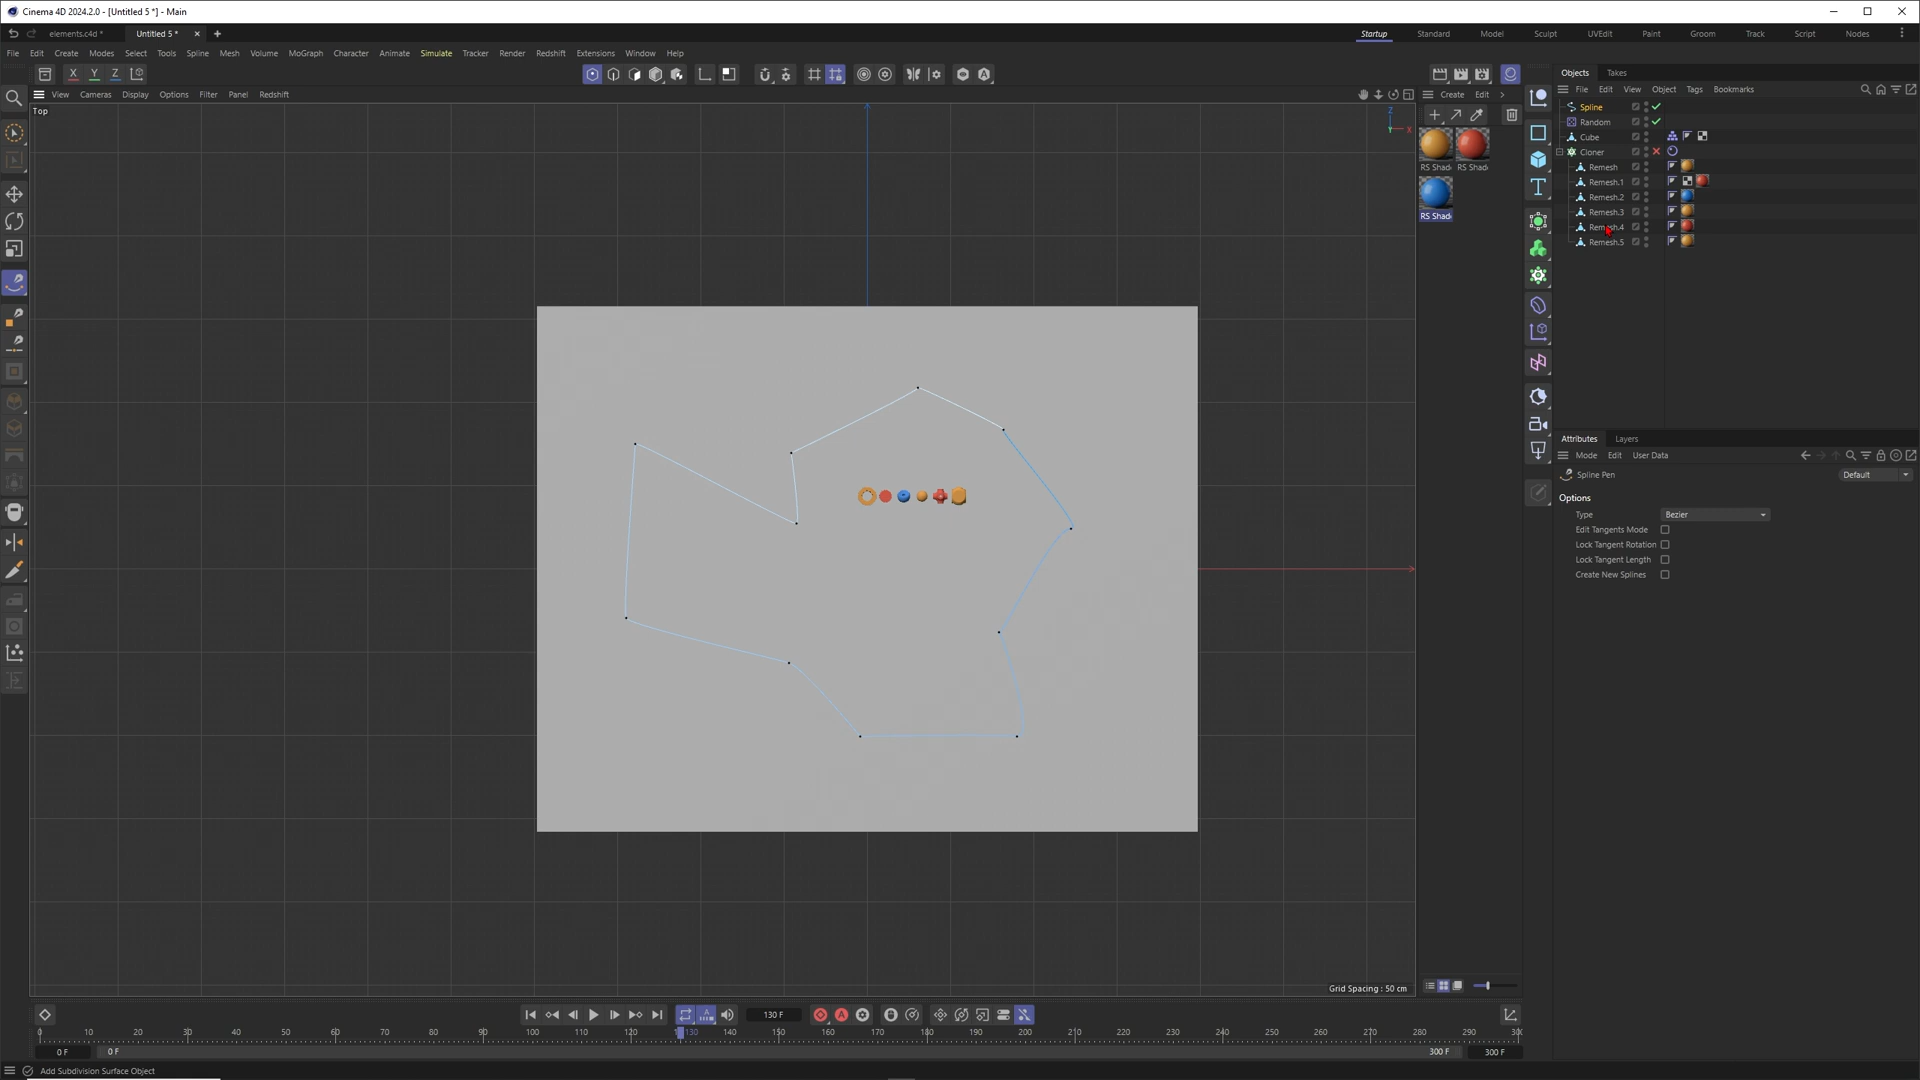 Cinema 4D 2024.2.0 - [Untitled 5 *] - Main
elements.c4d * Untitled 5 *
Startup Standard Model Sculpt UVEdit Paint Groom Track Script Nodes
File Edit Create Modes Select Tools Spline Mesh Volume MoGraph Character Animate Simulate Tracker Render Redshift Extensions Window Help
X Y Z
Objects Takes
File Edit View Object Tags Bookmarks
View Cameras Display Options Filter Panel Redshift
Create Edit
Top
Z
Y X
Spline
Random
Cube
Cloner
Remesh
Remesh.1
Remesh.2
Remesh.3
Remesh.4
Remesh.5
RS Shad RS Shad
RS Shad
Attributes Layers
Mode Edit User Data
Spline Pen Default
Options
Type Bezier
Edit Tangents Mode
Lock Tangent Rotation
Lock Tangent Length
Create New Splines
Grid Spacing : 50 cm
130 F
0 10 20 30 40 50 60 70 80 90 100 110 120 130 140 150 160 170 180 190 200 210 220 230 240 250 260 270 280 290
0 F 0 F 300 F 300 F
Add Subdivision Surface Object